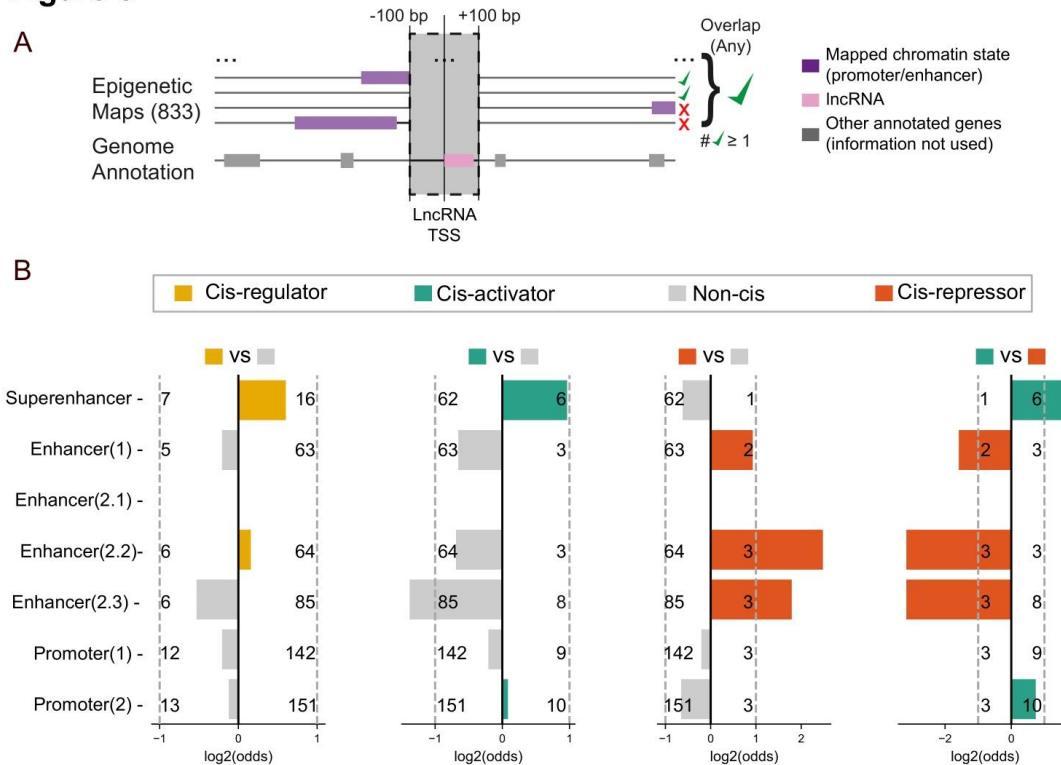 A
-100 bp
+100 bp
Overlap
(Any)
Epigenetic
Maps (833)
... ... ...
X
X
#✓ ≥ 1
Genome
Annotation
LncRNA
TSS
Mapped chromatin state
(promoter/enhancer)
lncRNA
Other annotated genes
(information not used)
B
Cis-regulator Cis-activator Non-cis Cis-repressor
vs vs vs vs
Superenhancer - 7 16 62 6 62 1 1 6
Enhancer(1) - 5 63 63 3 63 2 2 3
Enhancer(2.1) -
Enhancer(2.2)- 6 64 64 3 64 3 3 3
Enhancer(2.3) - 6 85 85 8 85 3 3 8
Promoter(1) - 12 142 142 9 142 3 3 9
Promoter(2) - 13 151 151 10 151 3 3 10
−1 0 1 −1 0 1 −1 0 1 2 −2 0
log2(odds) log2(odds) log2(odds) log2(odds)